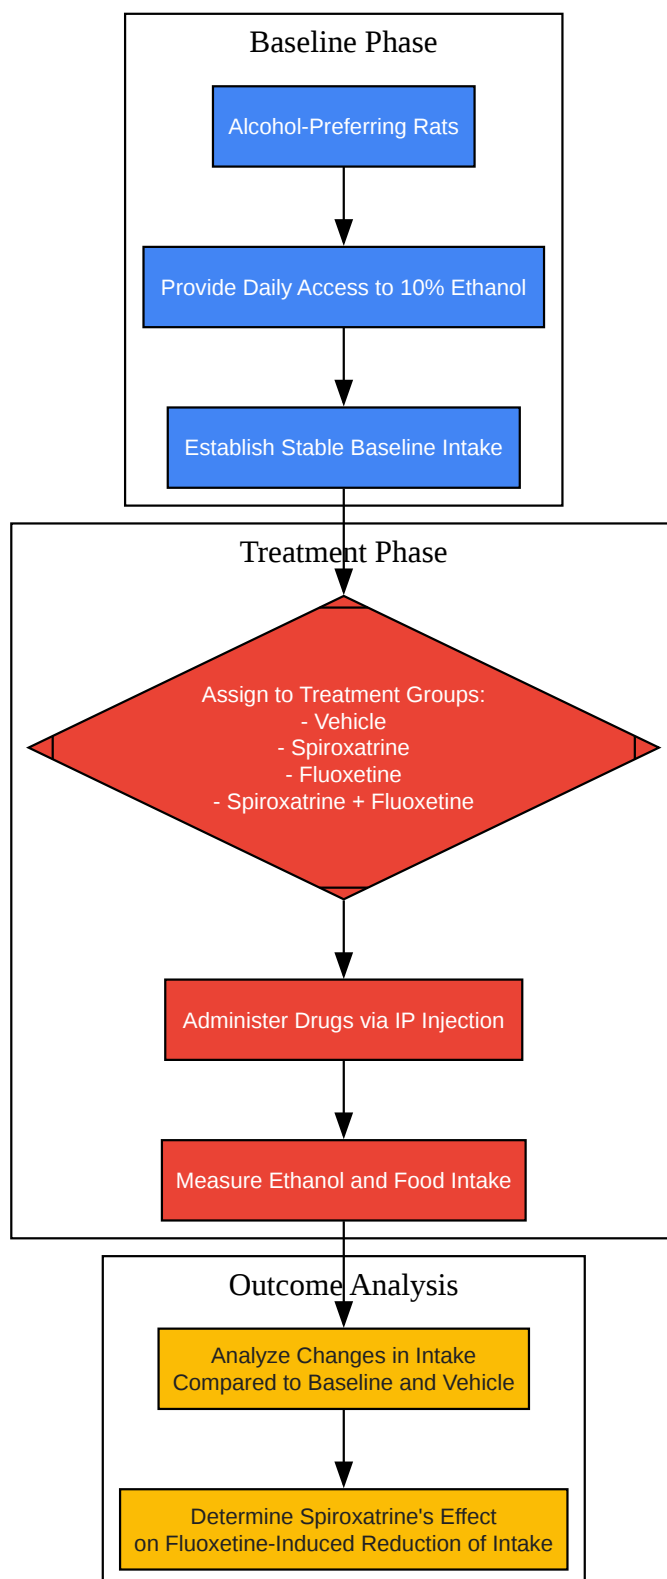 Baseline Phase
Alcohol-Preferring Rats
Provide Daily Access to 10% Ethanol
Establish Stable Baseline Intake
Treatment Phase
Assign to Treatment Groups:
- Vehicle
- Spiroxatrine
- Fluoxetine
- Spiroxatrine + Fluoxetine
Administer Drugs via IP Injection
Measure Ethanol and Food Intake
Outcome Analysis
Analyze Changes in Intake
Compared to Baseline and Vehicle
Determine Spiroxatrine's Effect
on Fluoxetine-Induced Reduction of Intake